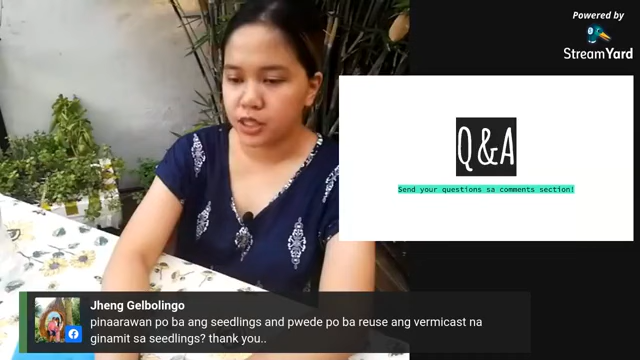 Powered by
StreamYard
Q&A
Send your questions sa comments section!
Jheng Gelbolingo
pinaarawan po ba ang seedlings and pwede po ba reuse ang vermicast na
ginamit sa seedlings? thank you..